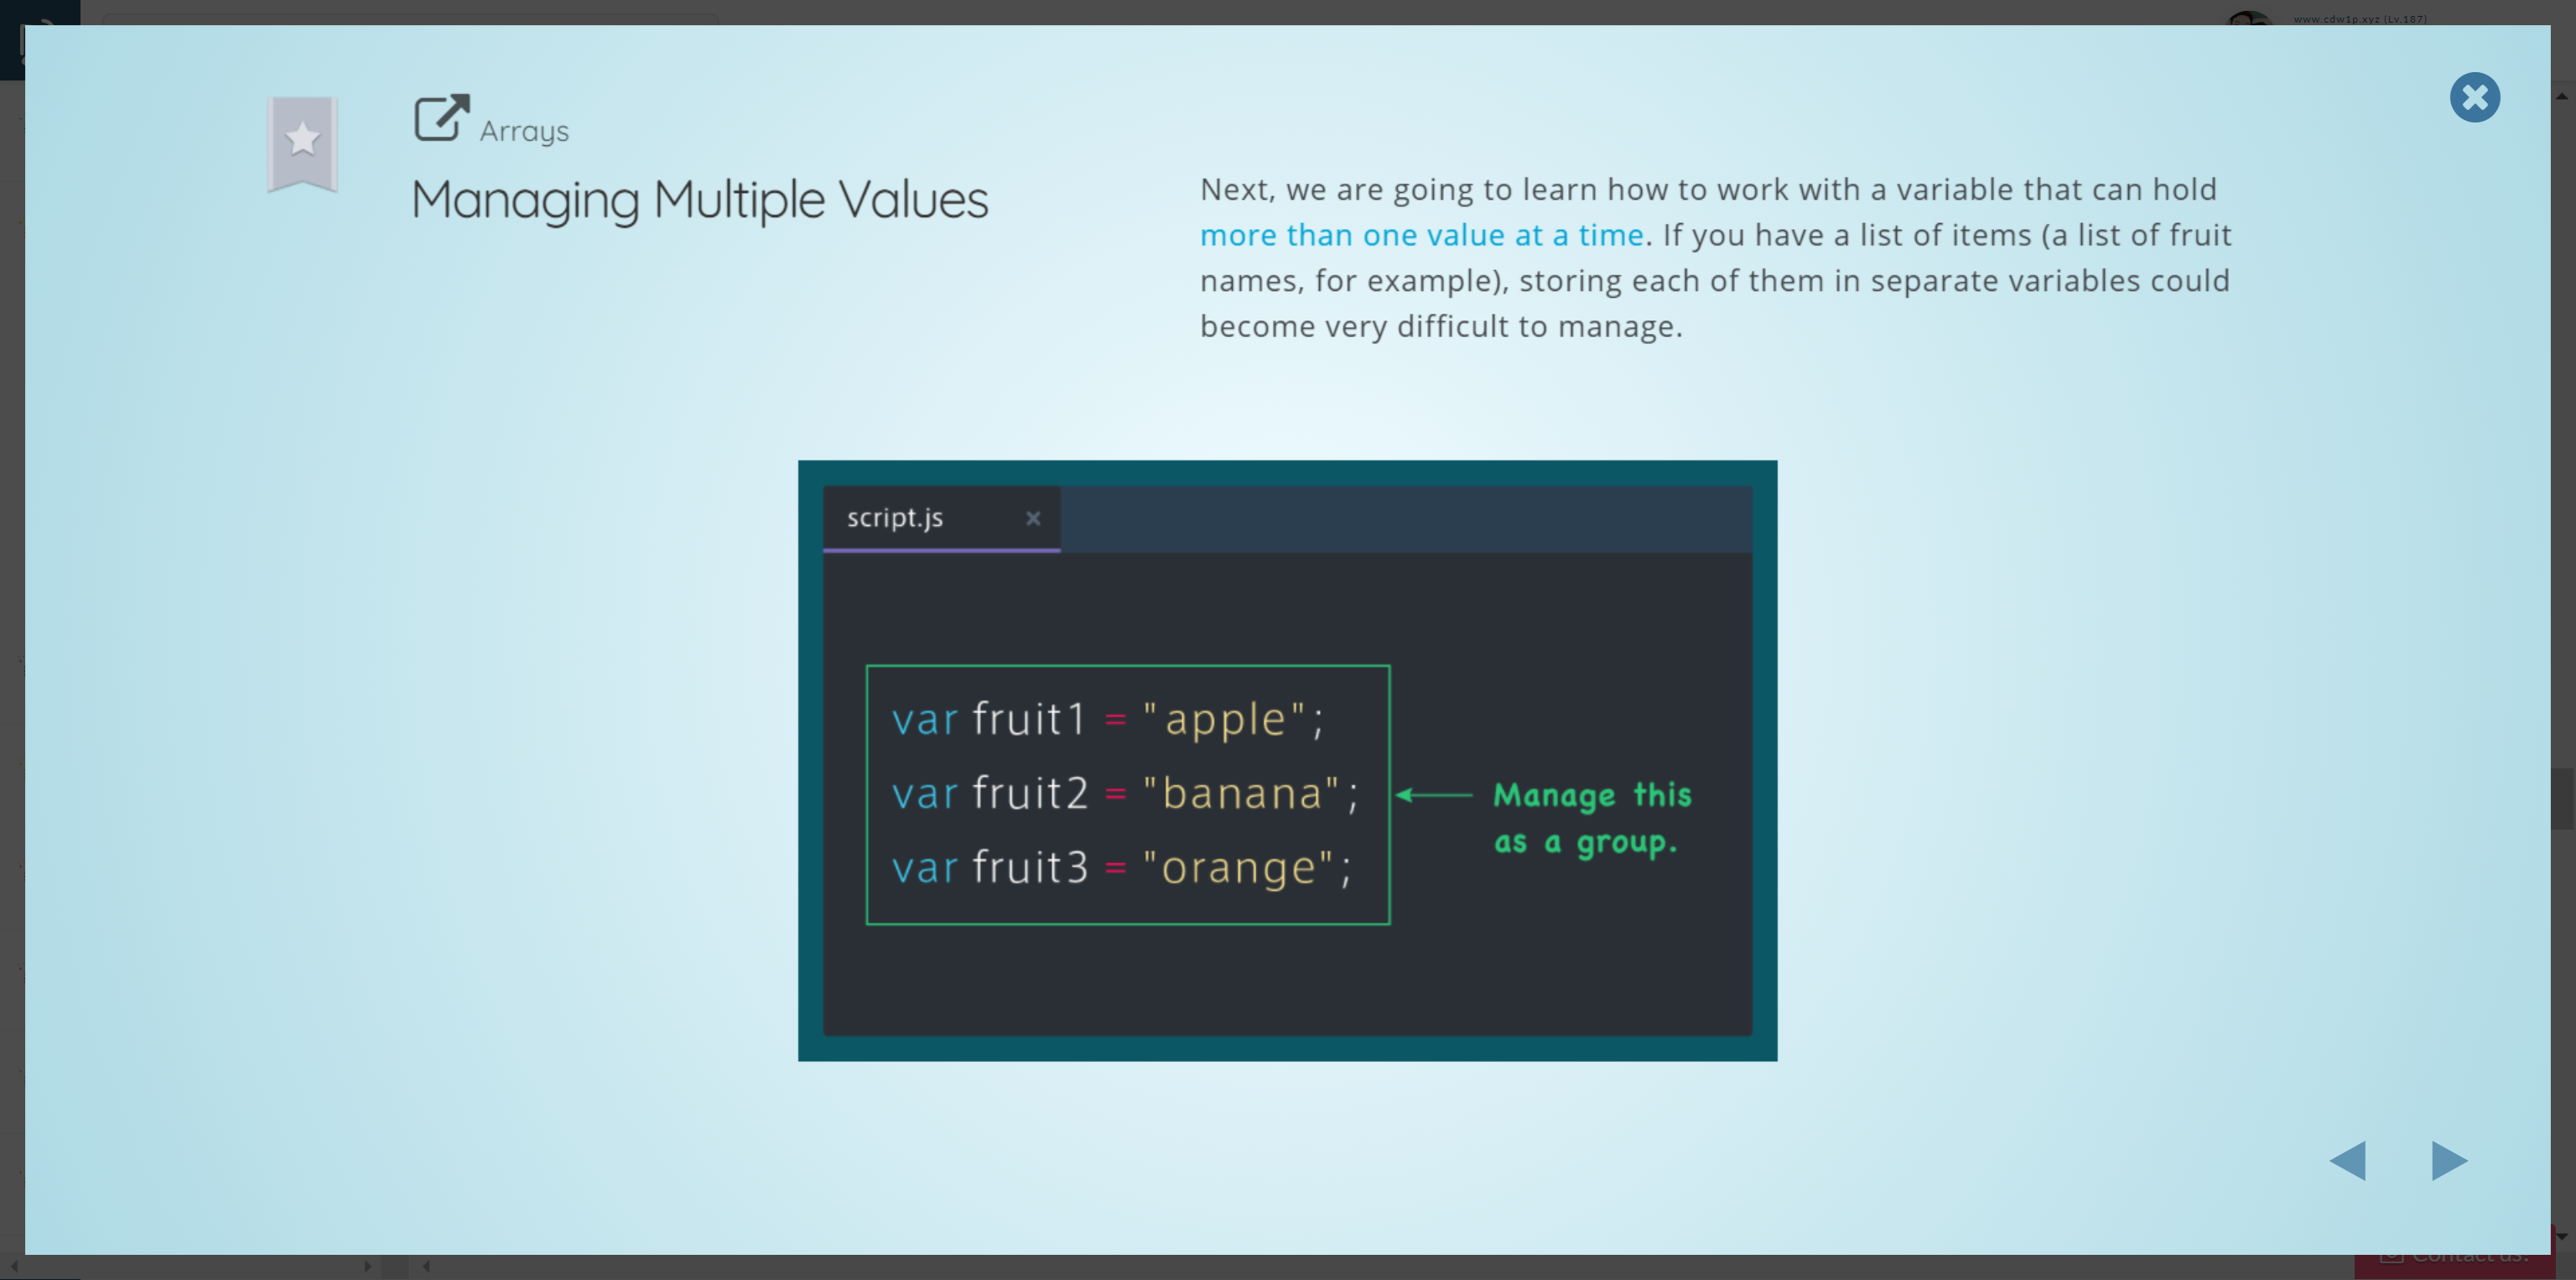 www.cdw1p.xyz (Lv.187)
Arrays
Managing Multiple Values
Next, we are going to learn how to work with a variable that can hold
more than one value at a time. If you have a list of items (a list of fruit
names, for example), storing each of them in separate variables could
become very difficult to manage.
script.js
var fruit1 = "apple";
var fruit2 = "banana";
var fruit3 = "orange";
Manage this
as a group.
Contact us!